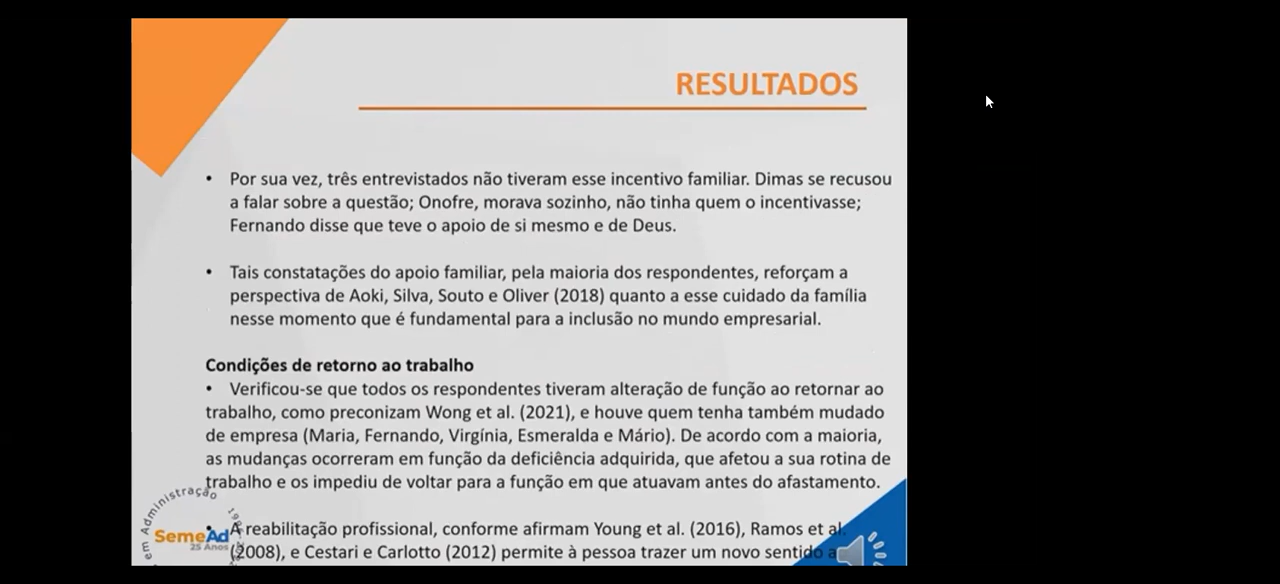 RESULTADOS
• Por sua vez, três entrevistados não tiveram esse incentivo familiar. Dimas se recusou
a falar sobre a questão; Onofre, morava sozinho, não tinha quem o incentivasse;
Fernando disse que teve o apoio de si mesmo e de Deus.
• Tais constatações do apoio familiar, pela maioria dos respondentes, reforçam a
perspectiva de Aoki, Silva, Souto e Oliver (2018) quanto a esse cuidado da família
nesse momento que é fundamental para a inclusão no mundo empresarial.
Condições de retorno ao trabalho
• Verificou-se que todos os respondentes tiveram alteração de função ao retornar ao
trabalho, como preconizam Wong et al. (2021), e houve quem tenha também mudado
de empresa (Maria, Fernando, Virgínia, Esmeralda e Mário). De acordo com a maioria,
as mudanças ocorreram em função da deficiência adquirida, que afetou a sua rotina de
trabalho e os impediu de voltar para a função em que atuavam antes do afastamento.
• A reabilitação profissional, conforme afirmam Young et al. (2016), Ramos et al.
(2008), e Cestari e Carlotto (2012) permite à pessoa trazer um novo sentido a
em Administração
SemeAd
25 Anos